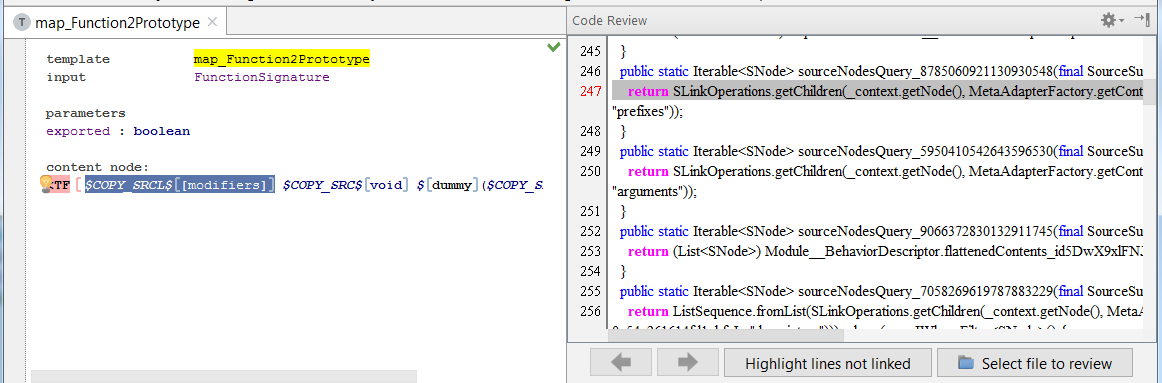 map_Function2Prototype
template map_Function2Prototype
input FunctionSignature
parameters
exported : boolean
content node:
<TF [ $COPY_SRCL$[[modifiers]] $COPY_SRC$[void] $[dummy]($COPY_S
Code Review
245 }
246 public static Iterable<SNode> sourceNodesQuery_8785060921130930548(final SourceSu
247 return SLinkOperations.getChildren(_context.getNode(), MetaAdapterFactory.getCont
"prefixes"));
248 }
249 public static Iterable<SNode> sourceNodesQuery_5950410542643596530(final SourceSu
250 return SLinkOperations.getChildren(_context.getNode(), MetaAdapterFactory.getCont
"arguments"));
251 }
252 public static Iterable<SNode> sourceNodesQuery_9066372830132911745(final SourceSu
253 return (List<SNode>) Module__BehaviorDescriptor.flattenedContents_id5DwX9xlFNJ
254 }
255 public static Iterable<SNode> sourceNodesQuery_7058269619787883229(final SourceSu
256 return ListSequence.fromList(SLinkOperations.getChildren(_context.getNode(), MetaA
Highlight lines not linked
Select file to review